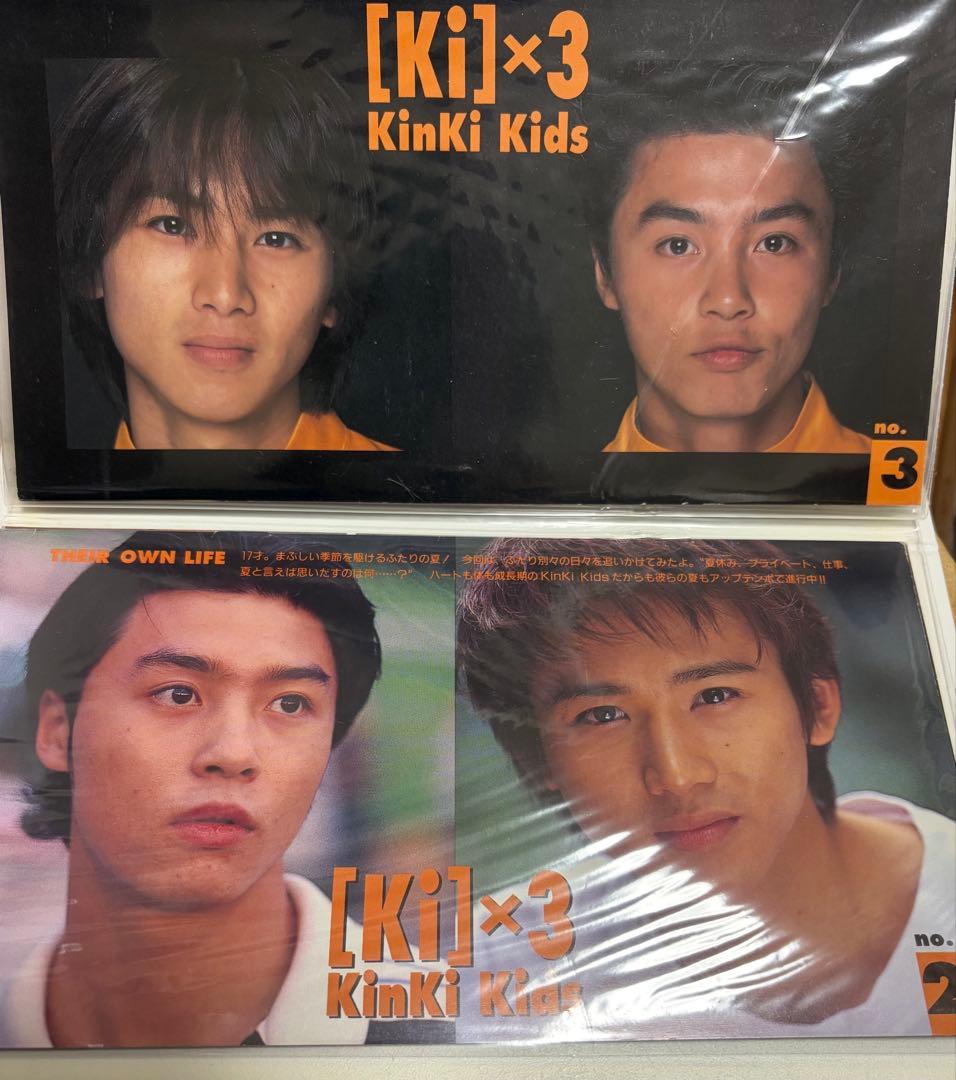 [Ki]×3
KinKi Kids
no.
3
THEIR OWN LIFE
17才。まぶしい季節を駆けるふたりの夏! 今回は、ふたり別々の日々を追いかけてみたよ。"夏休み、プライベート、仕事、
夏と言えば思いだすのは何……?" ハートも体も成長期のKinKi Kidsだからも彼らの夏もアップテンポで進行中!!
[Ki]×3
KinKi Kids
no.
2